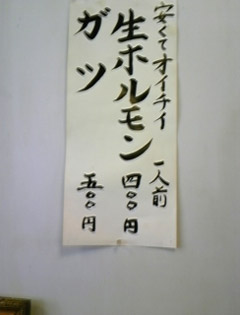 安くてオイチイ
一人前
生ホルモン 四〇〇円
ガツ 五〇〇円